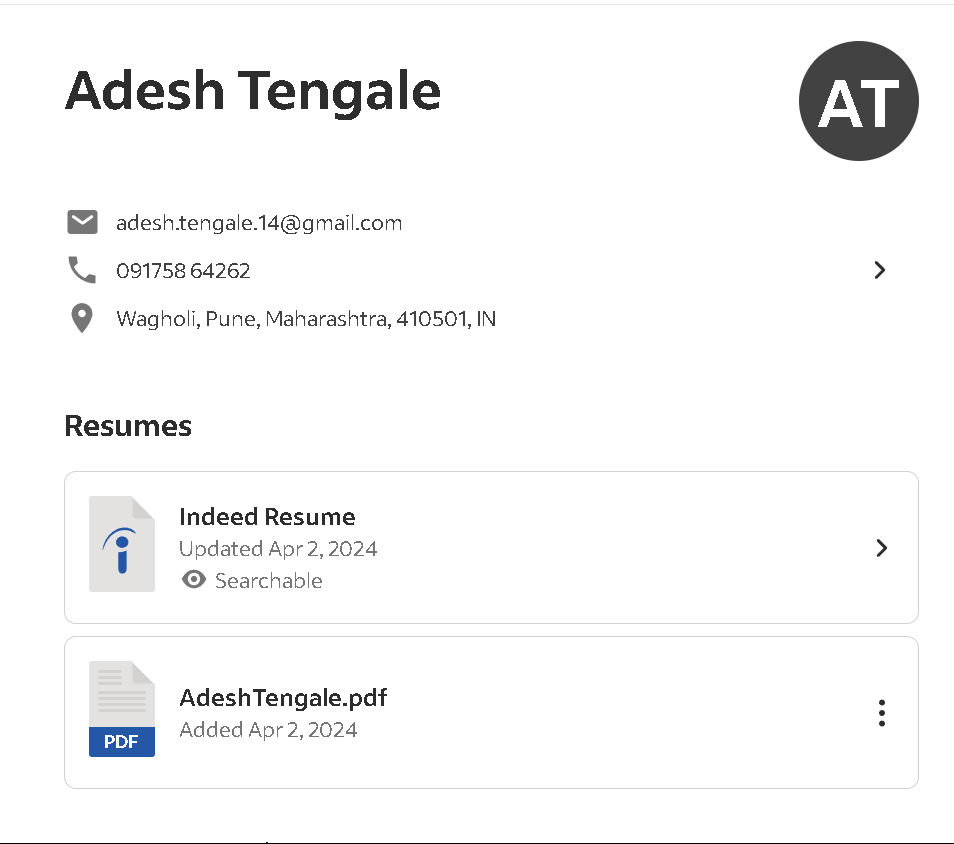 Adesh Tengale
AT
adesh.tengale.14@gmail.com
091758 64262
Wagholi, Pune, Maharashtra, 410501, IN
Resumes
Indeed Resume
Updated Apr 2, 2024
Searchable
AdeshTengale.pdf
Added Apr 2, 2024
PDF